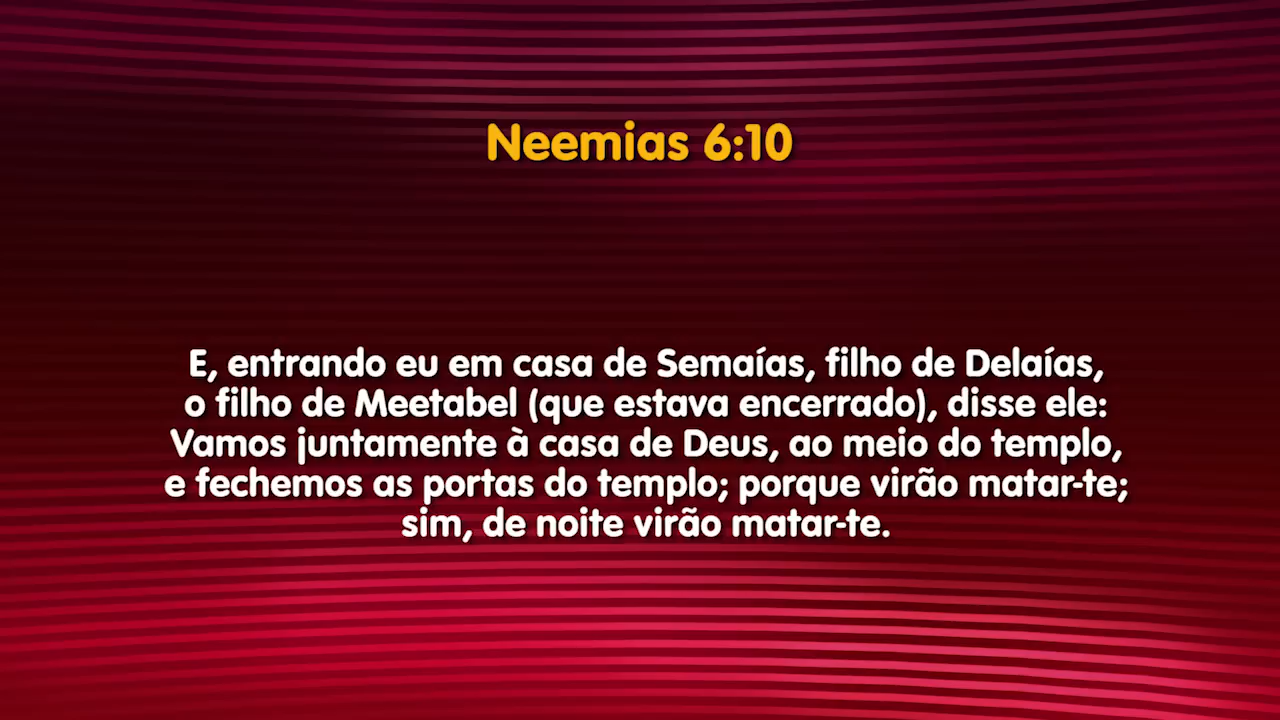 Neemias 6:10
E, entrando eu em casa de Semaías, filho de Delaías,
o filho de Meetabel (que estava encerrado), disse ele:
Vamos juntamente à casa de Deus, ao meio do templo,
e fechemos as portas do templo; porque virão matar-te;
sim, de noite virão matar-te.